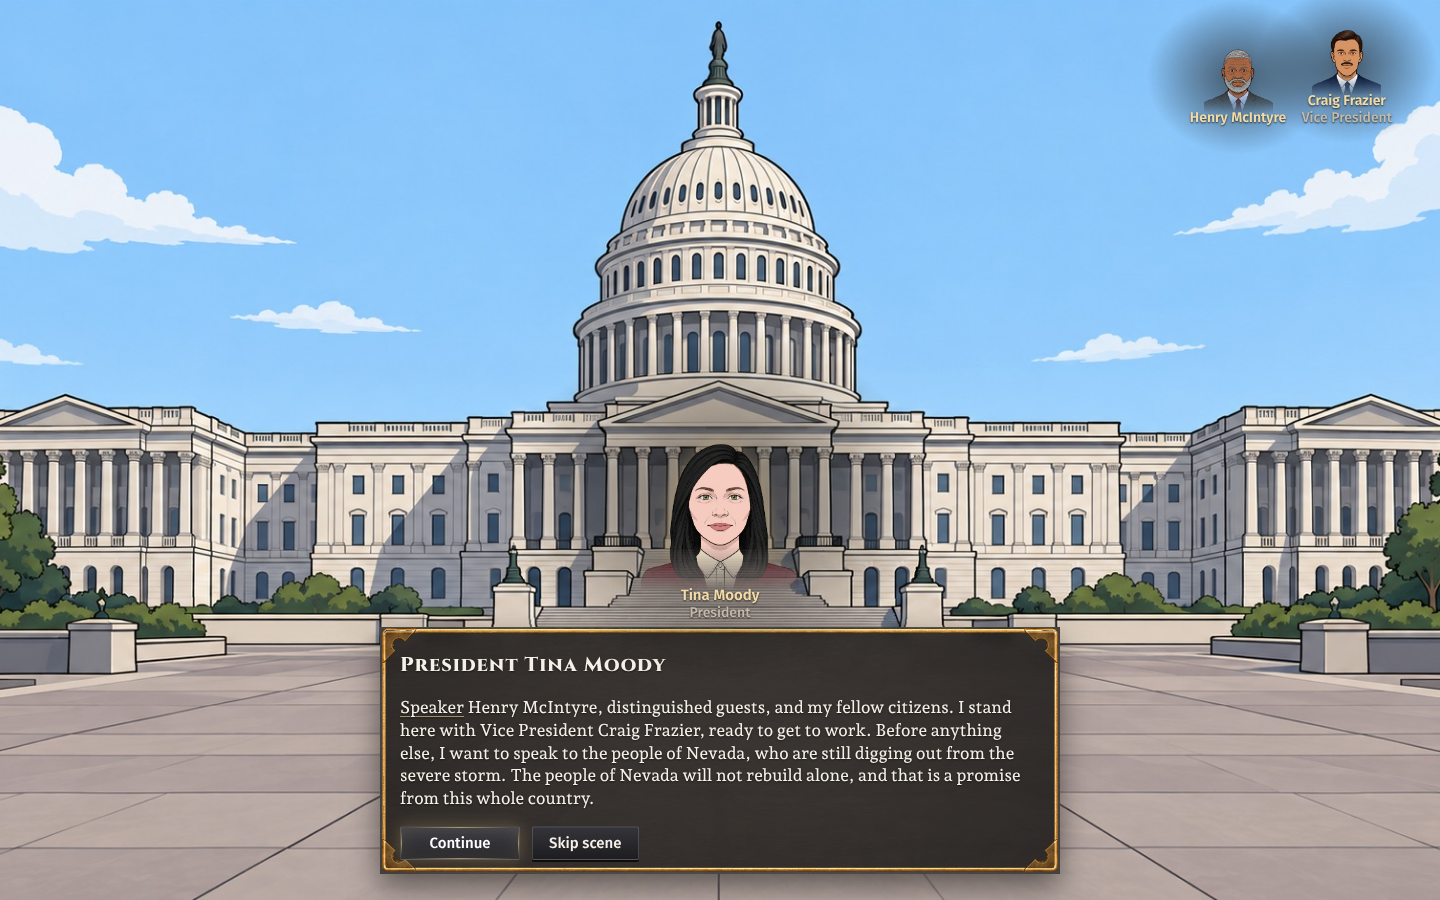 Henry McIntyre
Craig Frazier
Vice President
Tina Moody
President
President Tina Moody
Speaker Henry McIntyre, distinguished guests, and my fellow citizens. I stand
here with Vice President Craig Frazier, ready to get to work. Before anything
else, I want to speak to the people of Nevada, who are still digging out from the
severe storm. The people of Nevada will not rebuild alone, and that is a promise
from this whole country.
Continue
Skip scene